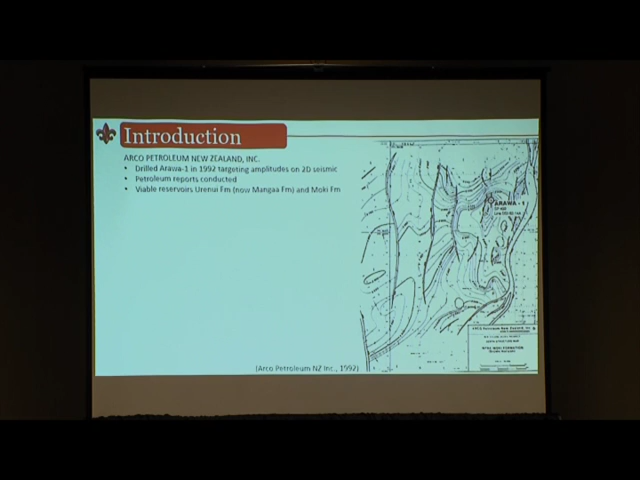 Introduction
ARCO PETROLEUM NEW ZEALAND, INC.
• Drilled Arawa-1 in 1992 targeting amplitudes on 2D seismic
• Petroleum reports conducted
• Viable reservoirs Urenui Fm (now Mangaa Fm) and Moki Fm
ARAWA - 1
(Arco Petroleum NZ Inc., 1992)